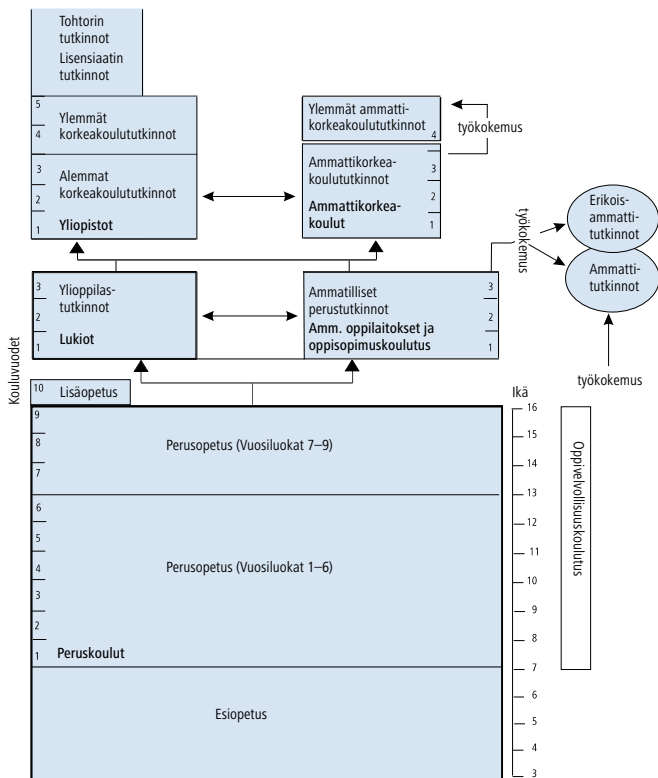 Tohtorin
tutkinnot
Lisensiaatin
tutkinnot
5
4
Ylemmät
korkeakoulututkinnot
3
2
1
Alemmat
korkeakoulututkinnot
Yliopistot
Ylemmät ammatti-
korkeakoulututkinnot
4
työkokemus
Ammattikorkea-
koulututkinnot
Ammattikorkea-
koulut
3
2
1
työkokemus
Erikois-
ammatti-
tutkinnot
Ammatti-
tutkinnot
työkokemus
3
2
1
Ylioppilas-
tutkinnot
Lukiot
Ammatilliset
perustutkinnot
Amm. oppilaitokset ja
oppisopimuskoulutus
3
2
1
Kouluvuodet
10
Lisäopetus
9
8
7
Perusopetus (Vuosiluokat 7–9)
6
5
4
3
2
1
Perusopetus (Vuosiluokat 1–6)
Peruskoulut
Esiopetus
Ikä
16
15
14
13
12
11
10
9
8
7
6
5
4
3
Oppivelvollisuuskoulutus